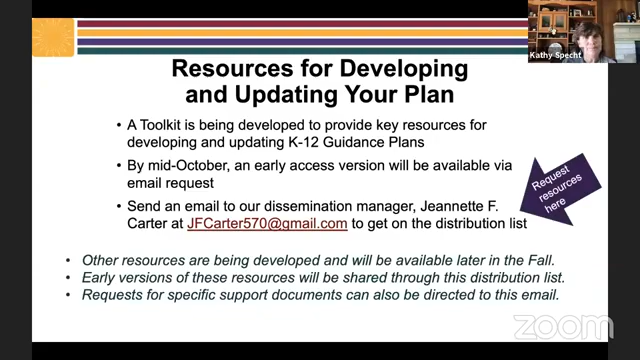 Kathy Specht
Resources for Developing
and Updating Your Plan
• A Toolkit is being developed to provide key resources for
developing and updating K-12 Guidance Plans
• By mid-October, an early access version will be available via
email request
• Send an email to our dissemination manager, Jeannette F.
Carter at JFCarter570@gmail.com to get on the distribution list
Request
resources
here
• Other resources are being developed and will be available later in the Fall.
• Early versions of these resources will be shared through this distribution list.
• Requests for specific support documents can also be directed to this email.
zoom